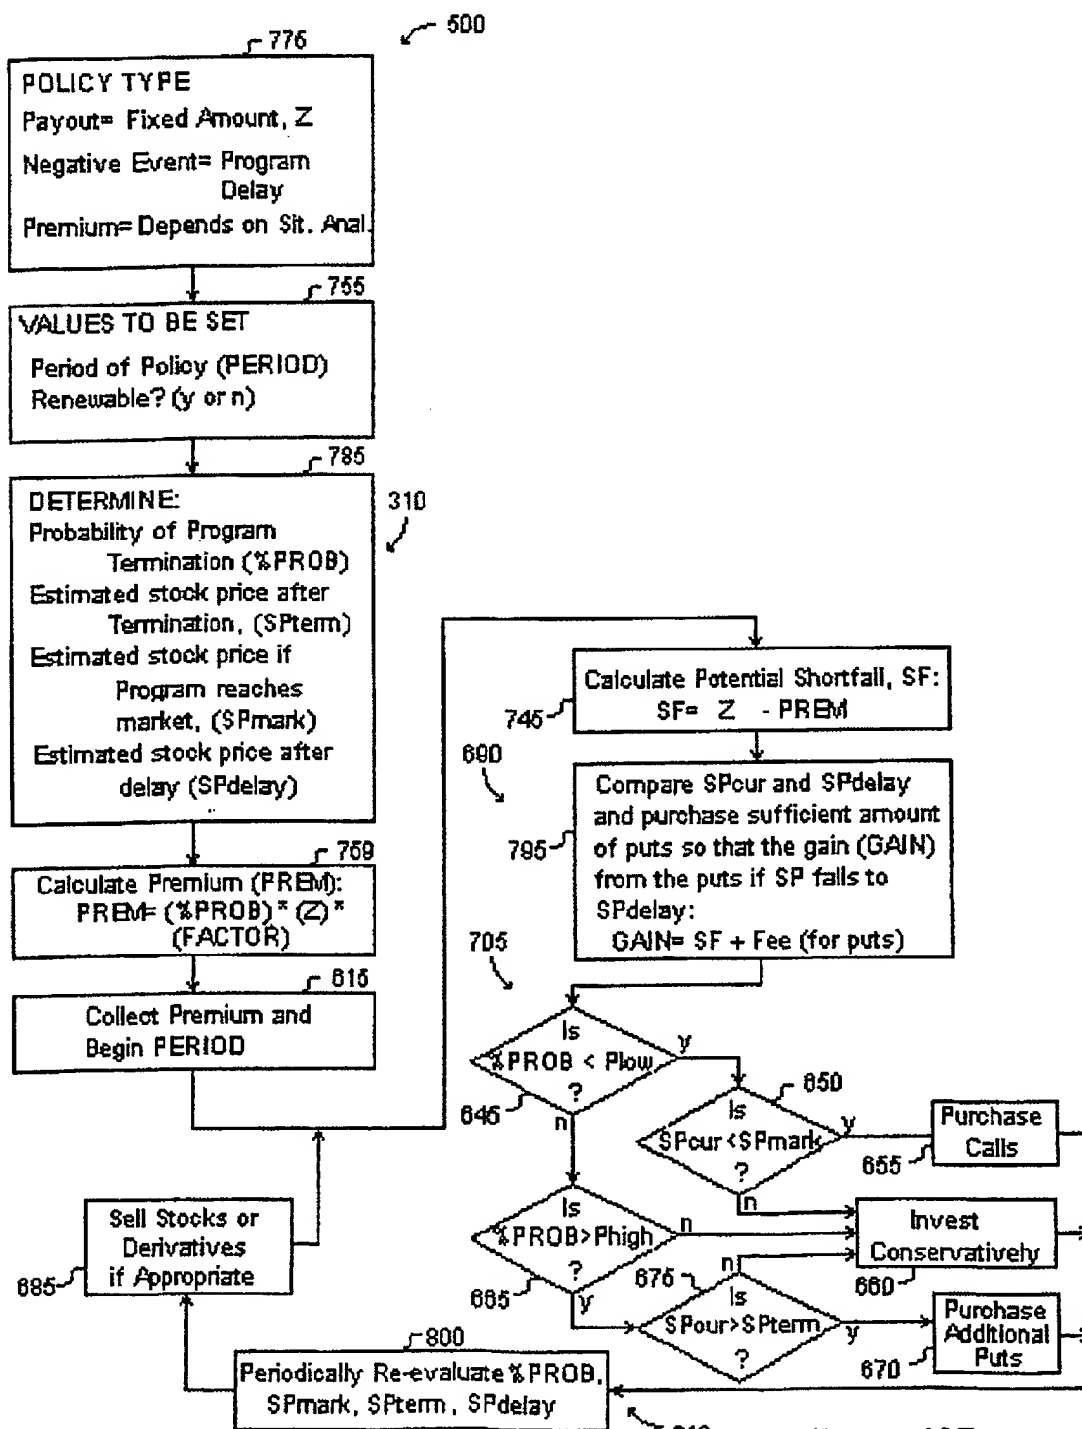 500
775
POLICY TYPE
Payout= Fixed Amount, Z
Negative Event= Program
Delay
Premium= Depends on Sit. Anal.
755
VALUES TO BE SET
Period of Policy (PERIOD)
Renewable? (y or n)
785
310
DETERMINE:
Probability of Program
Termination (%PROB)
Estimated stock price after
Termination, (SPterm)
Estimated stock price if
Program reaches
market, (SPmark)
Estimated stock price after
delay (SPdelay)
759
Calculate Premium (PREM):
PREM= (%PROB)* (Z)*
(FACTOR)
615
Collect Premium and
Begin PERIOD
Calculate Potential Shortfall, SF:
SF= Z - PREM
745
690
Compare SPcur and SPdelay
and purchase sufficient amount
of puts so that the gain (GAIN)
from the puts if SP falls to
SPdelay:
GAIN= SF + Fee (for puts)
795
705
Is
%PROB < Plow
?
y
n
645
650
Is
SPcur<SPmark
?
y
n
655
Purchase
Calls
Is
%PROB>Phigh
?
n
y
665
Invest
Conservatively
660
675
n
Is
SPcur>SPterm
?
y
Purchase
Additional
Puts
670
Sell Stocks or
Derivatives
if Appropriate
685
800
Periodically Re-evaluate %PROB,
SPmark, SPterm, SPdelay